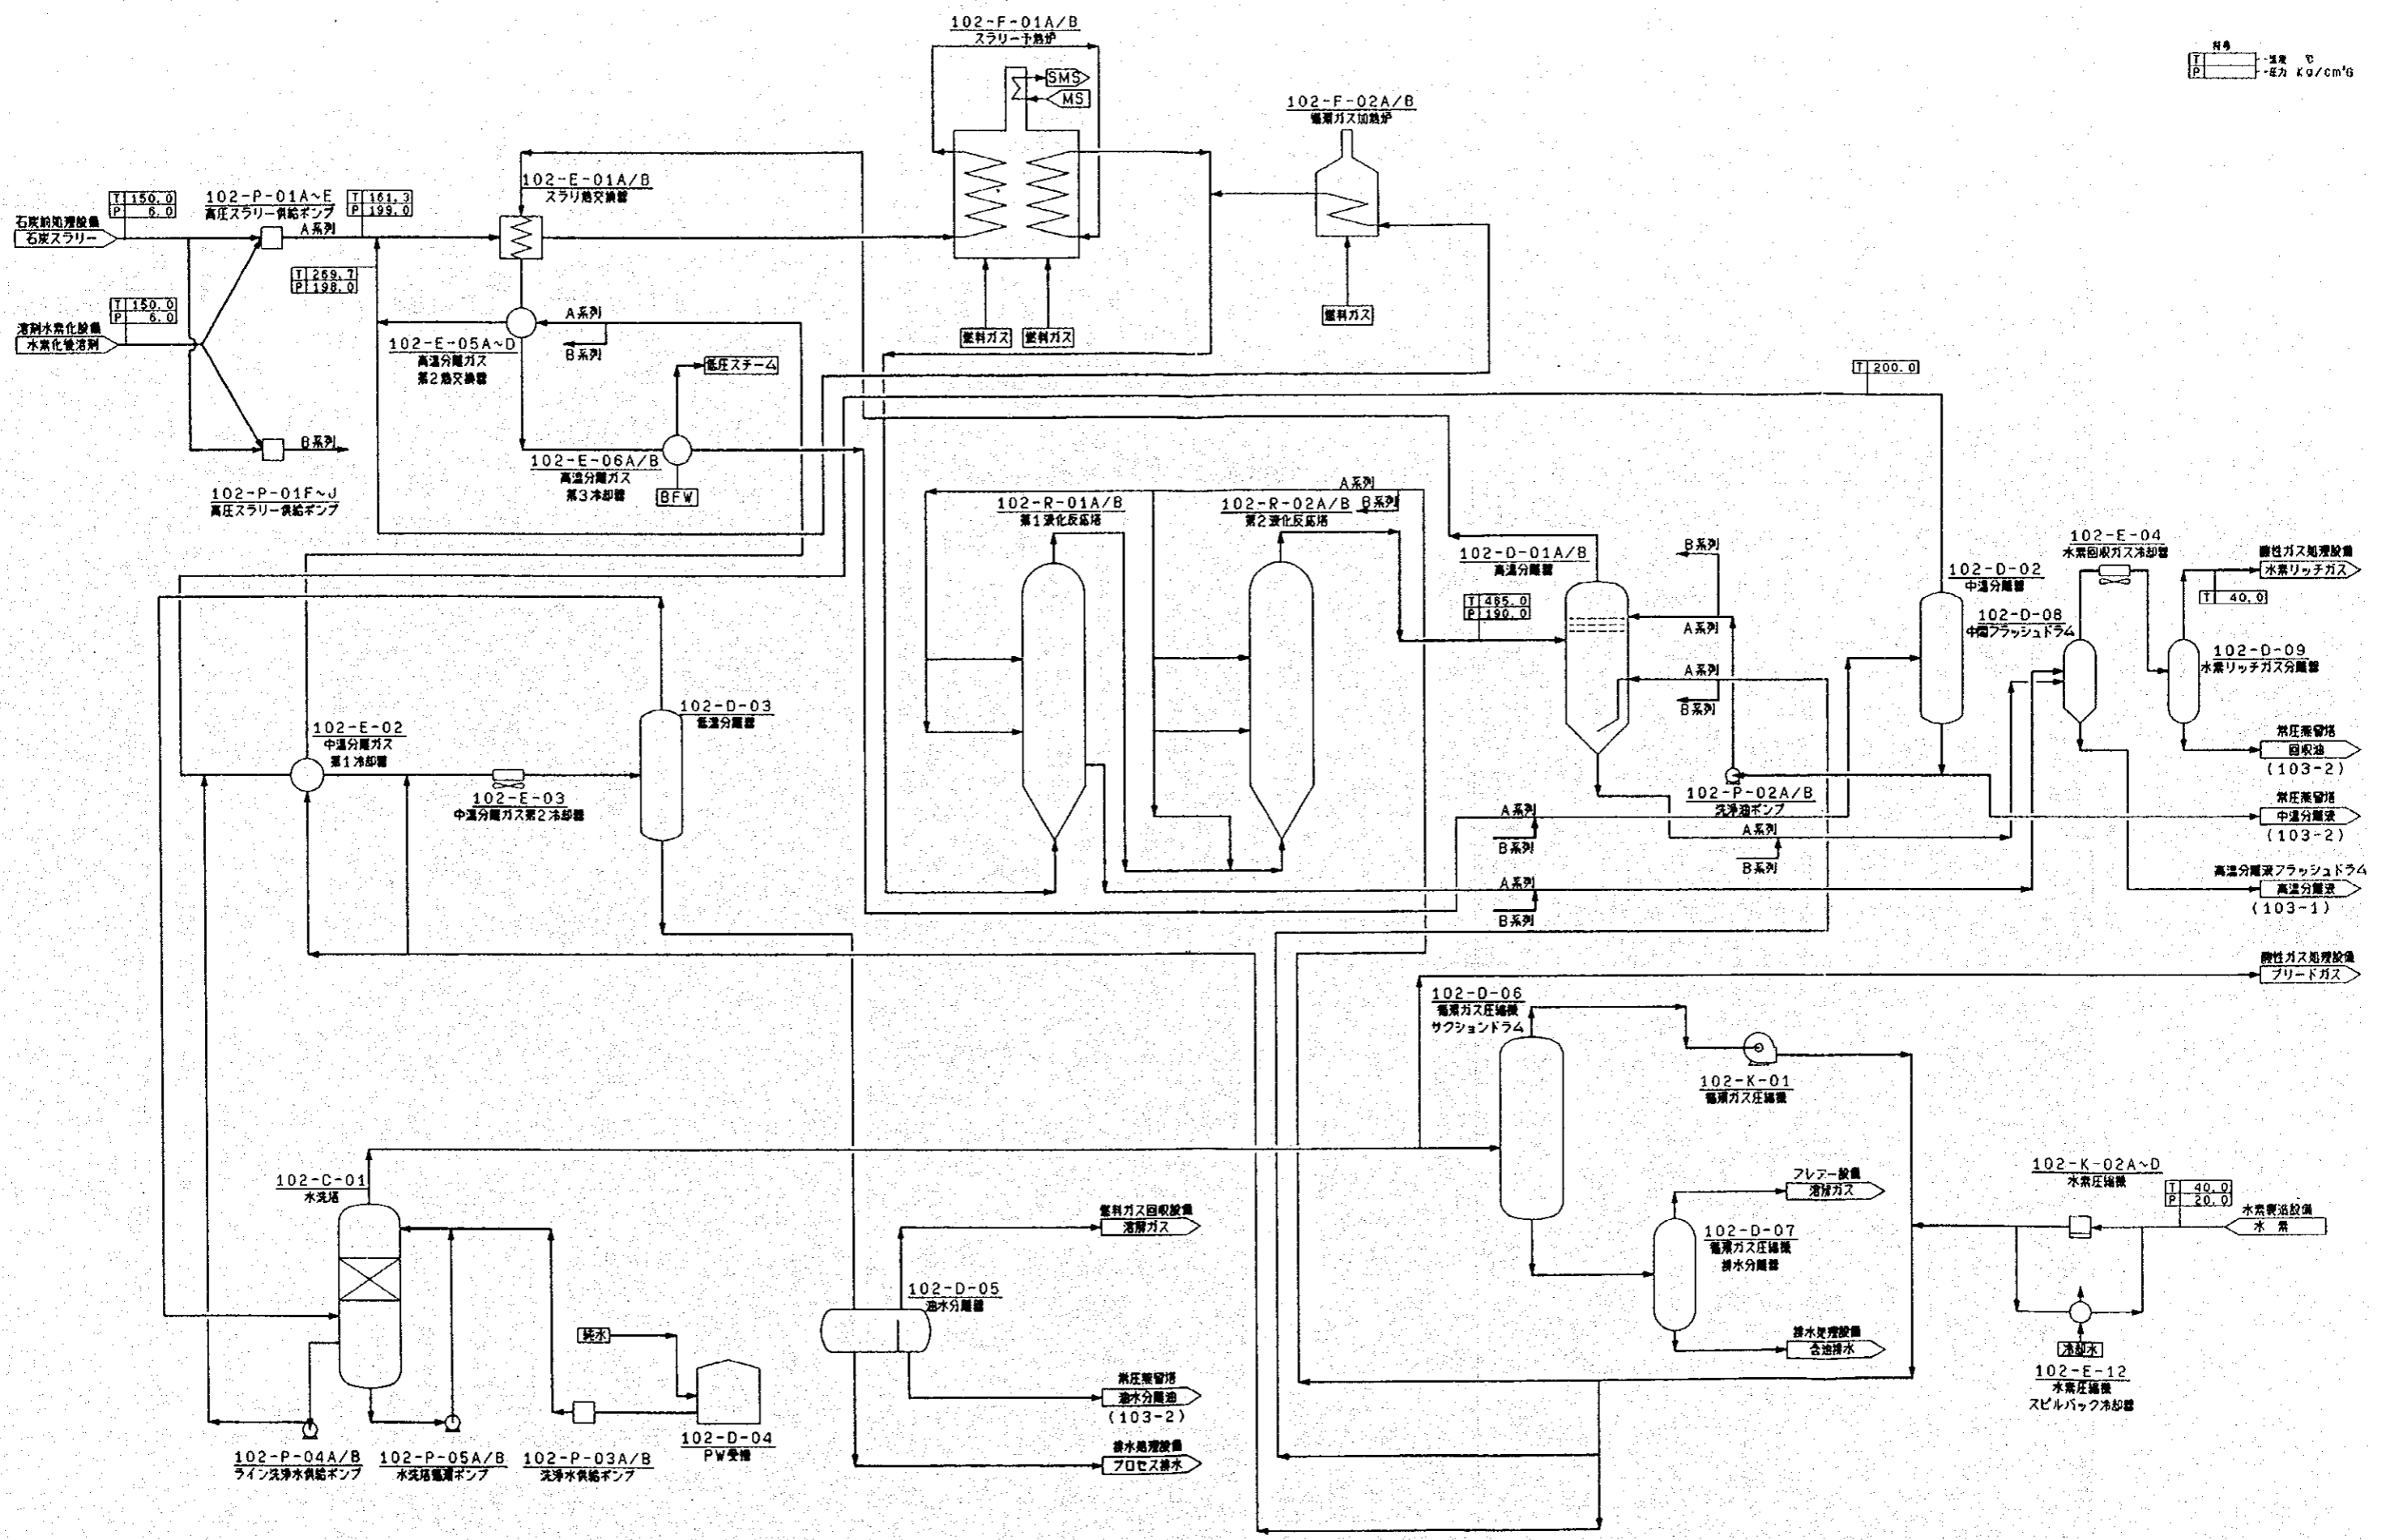 102-F-01A/B
スラリー予熱炉
SMS
MS
102-F-02A/B
循環ガス加熱炉
燃料ガス
燃料ガス
燃料ガス
符号
T
P
温度 ℃
圧力 Kg/cm²G
石炭前処理設備
石炭スラリー
T 150.0
P 6.0
102-P-01A~E
高圧スラリー供給ポンプ
A系列
T 161.3
P 199.0
102-E-01A/B
スラリ熱交換器
T 269.7
P 198.0
溶剤水素化設備
水素化後溶剤
T 150.0
P 6.0
A系列
B系列
102-E-05A~D
高温分離ガス
第2熱交換器
低圧スチーム
B系列
102-E-06A/B
高温分離ガス
第3冷却器
BFW
102-P-01F~J
高圧スラリー供給ポンプ
T 200.0
A系列
B系列
102-R-01A/B
第1液化反応塔
102-R-02A/B
第2液化反応塔
102-D-01A/B
高温分離器
T 465.0
P 190.0
B系列
A系列
A系列
B系列
102-D-02
中温分離器
102-E-04
水素回収ガス冷却器
酸性ガス処理設備
水素リッチガス
T 40.0
102-D-08
中間フラッシュドラム
102-D-09
水素リッチガス分離器
常圧蒸留塔
回収油
(103-2)
102-P-02A/B
洗浄油ポンプ
常圧蒸留塔
中温分離液
(103-2)
A系列
B系列
A系列
B系列
高温分離液フラッシュドラム
高温分離液
(103-1)
A系列
B系列
102-E-02
中温分離ガス
第1冷却器
102-E-03
中温分離ガス第2冷却器
102-D-03
低温分離器
酸性ガス処理設備
ブリードガス
102-D-06
循環ガス圧縮機
サクションドラム
102-K-01
循環ガス圧縮機
102-K-02A~D
水素圧縮機
T 40.0
P 20.0
水素製造設備
水素
フレアー設備
溶解ガス
102-D-07
循環ガス圧縮機
排水分離器
排水処理設備
含油排水
冷却水
102-E-12
水素圧縮機
スピルバック冷却器
102-C-01
水洗塔
燃料ガス回収設備
溶解ガス
102-D-05
油水分離器
純水
常圧蒸留塔
油水分離油
(103-2)
排水処理設備
プロセス排水
102-D-04
PW受槽
102-P-04A/B
ライン洗浄水供給ポンプ
102-P-05A/B
水洗塔循環ポンプ
102-P-03A/B
洗浄水供給ポンプ